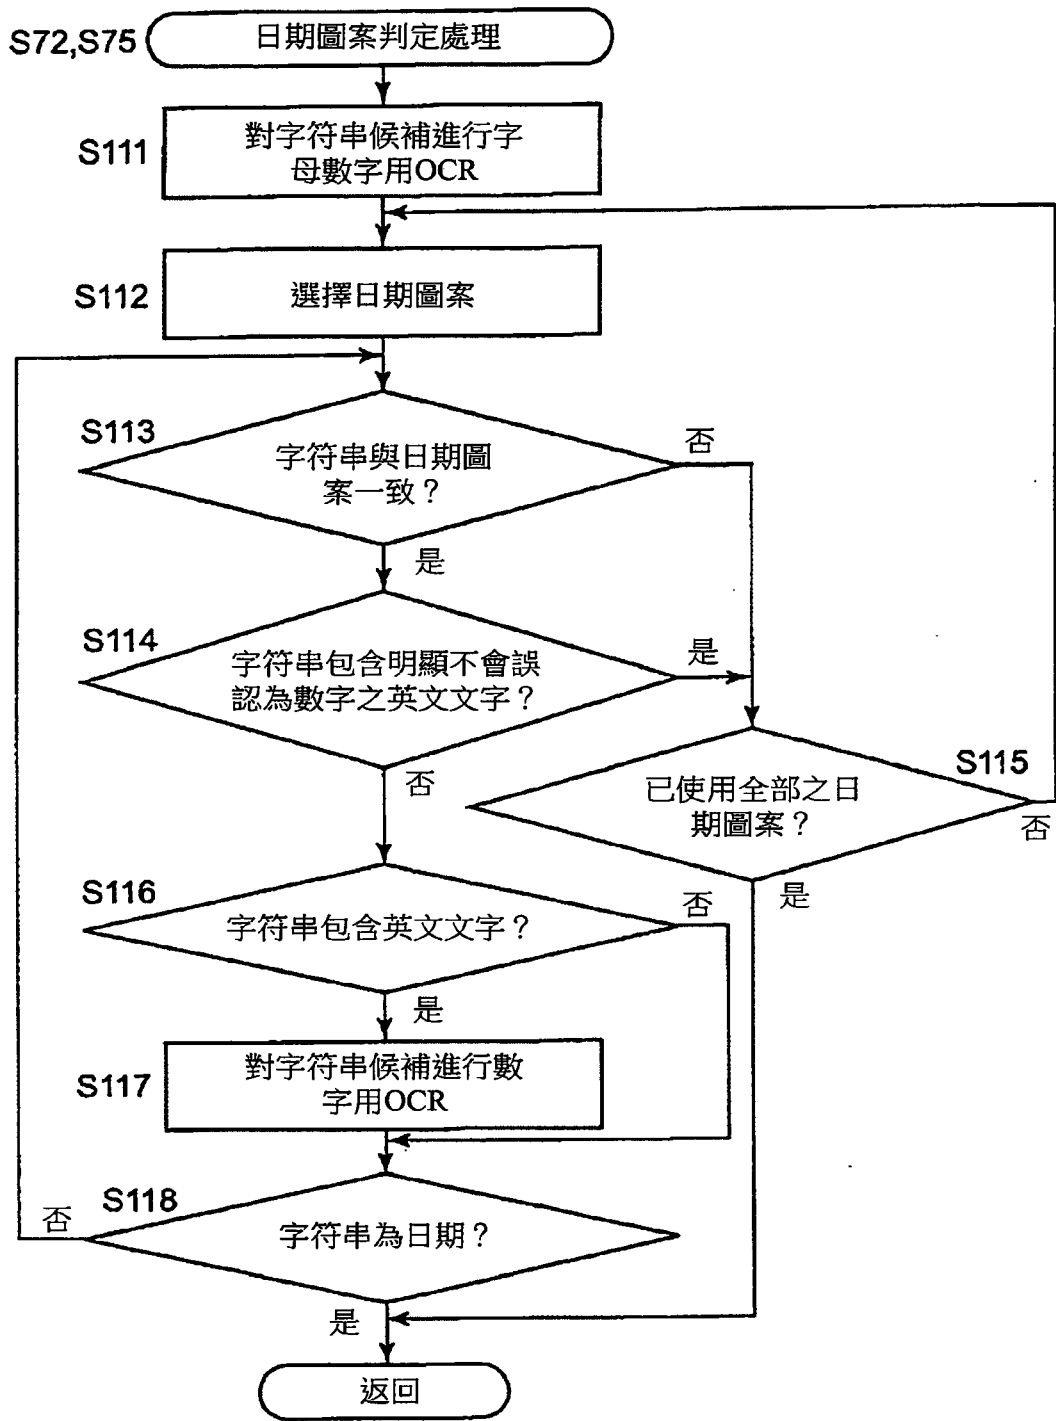 S72,S75
日期圖案判定處理
S111
對字符串候補進行字
母數字用OCR
S112
選擇日期圖案
S113
字符串與日期圖
案一致？
否
是
S114
字符串包含明顯不會誤
認為數字之英文文字？
是
否
S115
已使用全部之日
期圖案？
否
是
S116
字符串包含英文文字？
否
是
S117
對字符串候補進行數
字用OCR
S118
字符串為日期？
否
是
返回